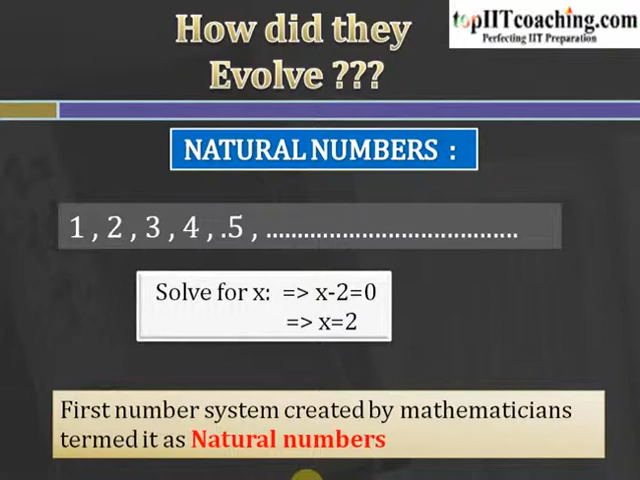 How did they
Evolve ???
topIITcoaching.com
Perfecting IIT Preparation
NATURAL NUMBERS :
1 , 2 , 3 , 4 , .5 , ........................................
Solve for x: => x-2=0
=> x=2
First number system created by mathematicians
termed it as Natural numbers